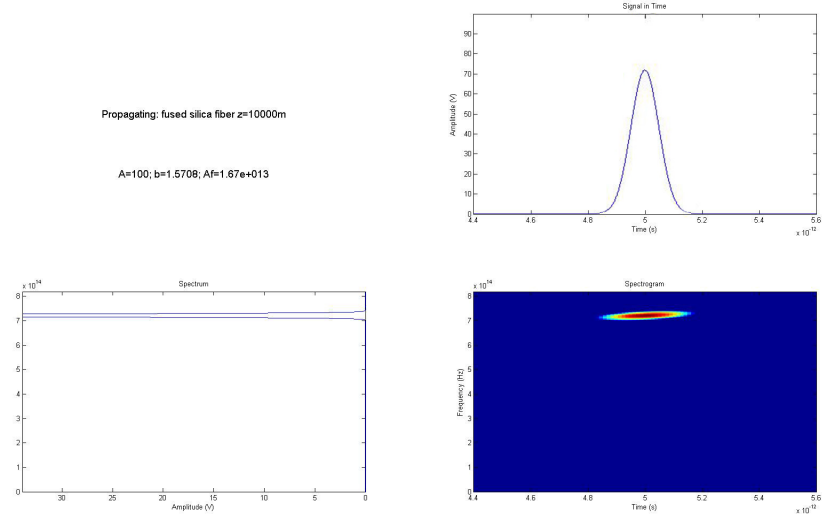 Signal in Time
90
80
70
60
50
40
30
20
10
0
Amplitude (V)
4.4 4.6 4.8 5 5.2 5.4 5.6
Time (s)
x 10^-12
Propagating: fused silica fiber z=10000m
A=100; b=1.5708; Af=1.67e+013
x 10^14
Spectrum
8
7
6
5
4
3
2
1
0
30 25 20 15 10 5 0
Amplitude (V)
x 10^14
Spectrogram
8
7
6
5
4
3
2
1
0
Frequency (Hz)
4.4 4.6 4.8 5 5.2 5.4 5.6
Time (s)
x 10^-12